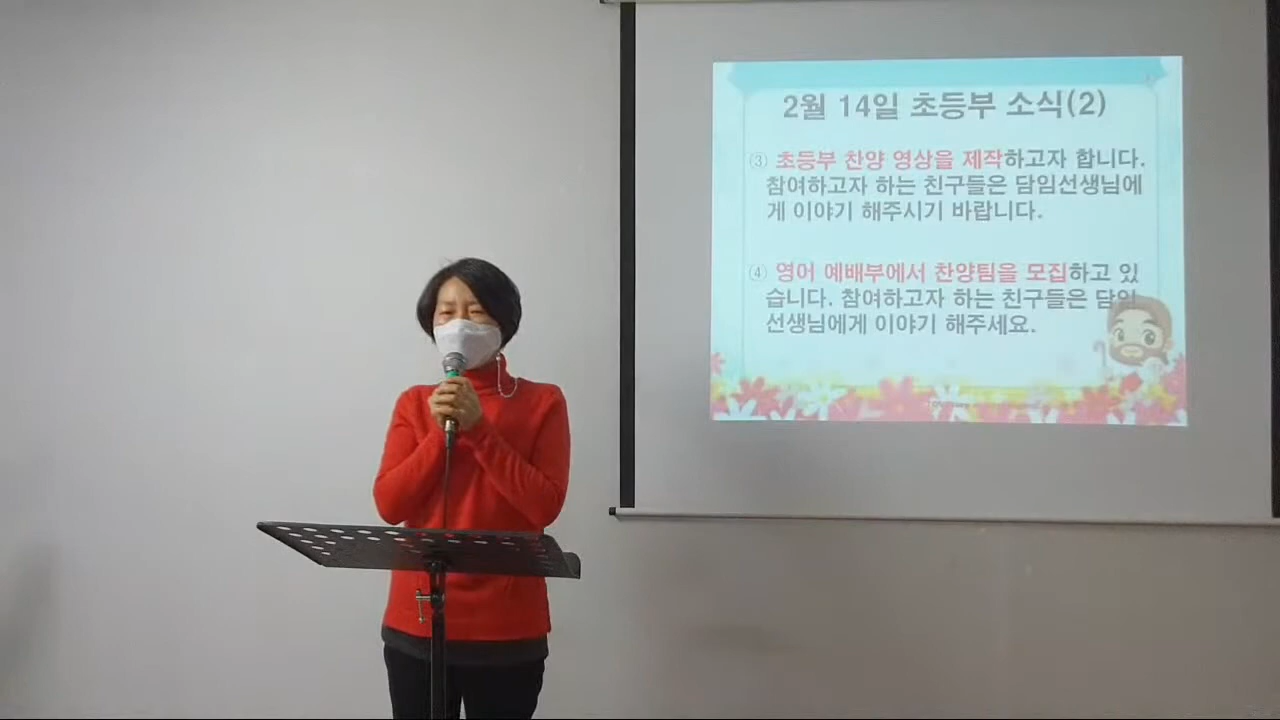 2월 14일 초등부 소식(2)
(3) 초등부 찬양 영상을 제작하고자 합니다.
참여하고자 하는 친구들은 담임선생님에
게 이야기 해주시기 바랍니다.
(4) 영어 예배부에서 찬양팀을 모집하고 있
습니다. 참여하고자 하는 친구들은 담임
선생님에게 이야기 해주세요.